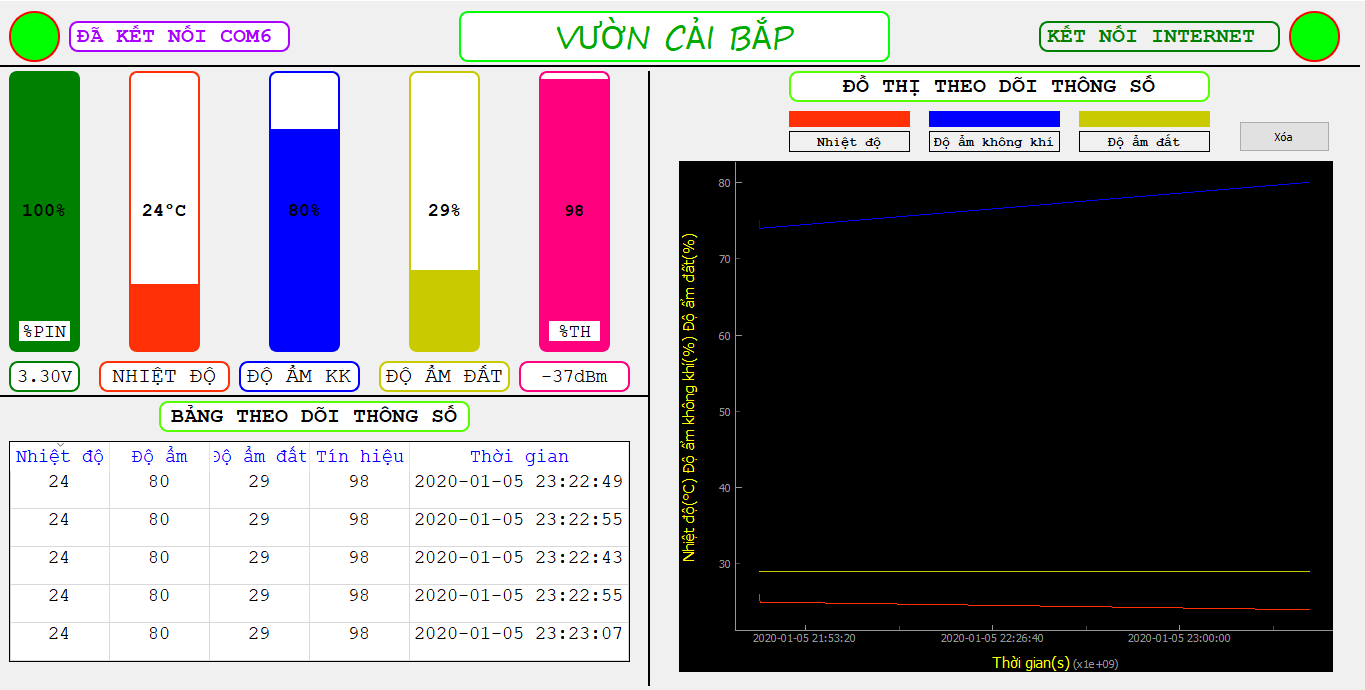 ĐÃ KẾT NỐI COM6
VƯỜN CẢI BẮP
KẾT NỐI INTERNET
100%
24°C
80%
29%
98
%PIN
%TH
3.30V
NHIỆT ĐỘ
ĐỘ ẨM KK
ĐỘ ẨM ĐẤT
-37dBm
BẢNG THEO DÕI THÔNG SỐ
Nhiệt độ Độ ẩm Độ ẩm đất Tín hiệu Thời gian
24 80 29 98 2020-01-05 23:22:49
24 80 29 98 2020-01-05 23:22:55
24 80 29 98 2020-01-05 23:22:43
24 80 29 98 2020-01-05 23:22:55
24 80 29 98 2020-01-05 23:23:07
ĐỒ THỊ THEO DÕI THÔNG SỐ
Nhiệt độ
Độ ẩm không khí
Độ ẩm đất
Xóa
Nhiệt độ(°C) Độ ẩm không khí(%) Độ ẩm đất(%)
80
70
60
50
40
30
2020-01-05 21:53:20 2020-01-05 22:26:40 2020-01-05 23:00:00
Thời gian(s) (x1e+09)